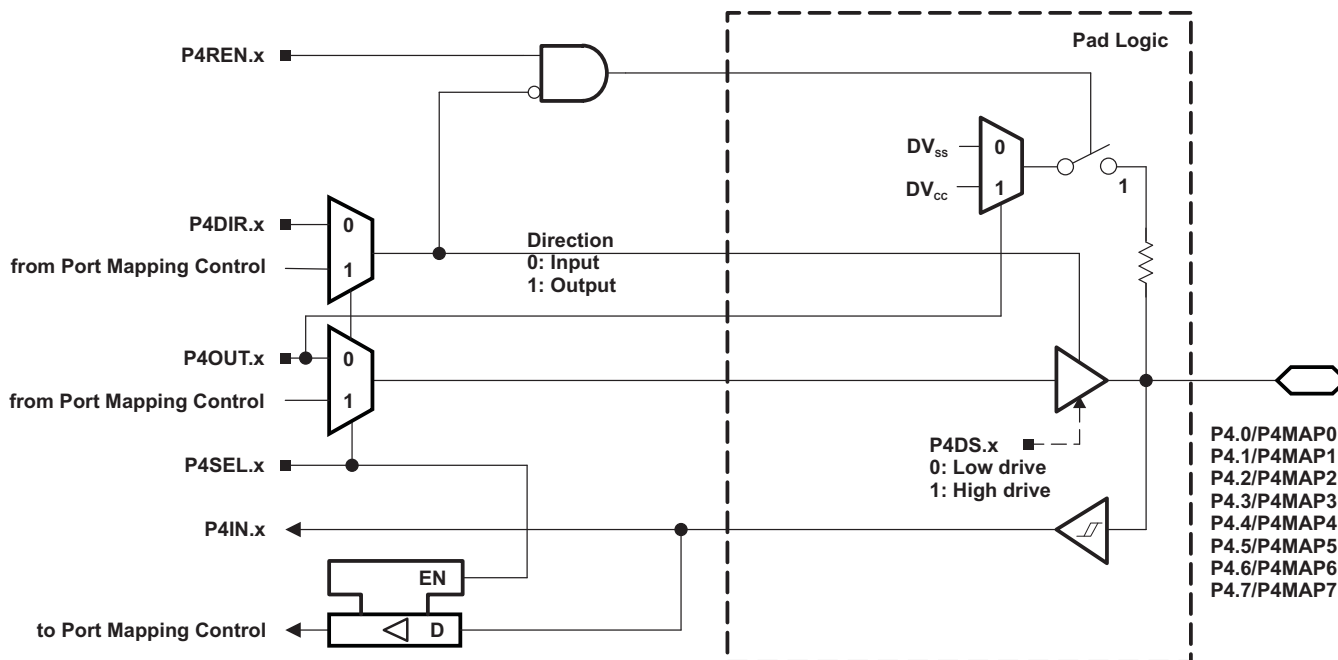 Pad Logic
P4REN.x
DVSS
0
DVCC
1
1
P4DIR.x
0
from Port Mapping Control
1
Direction
0: Input
1: Output
P4OUT.x
0
from Port Mapping Control
1
P4SEL.x
P4DS.x
0: Low drive
1: High drive
P4.0/P4MAP0
P4.1/P4MAP1
P4.2/P4MAP2
P4.3/P4MAP3
P4.4/P4MAP4
P4.5/P4MAP5
P4.6/P4MAP6
P4.7/P4MAP7
P4IN.x
EN
to Port Mapping Control
D